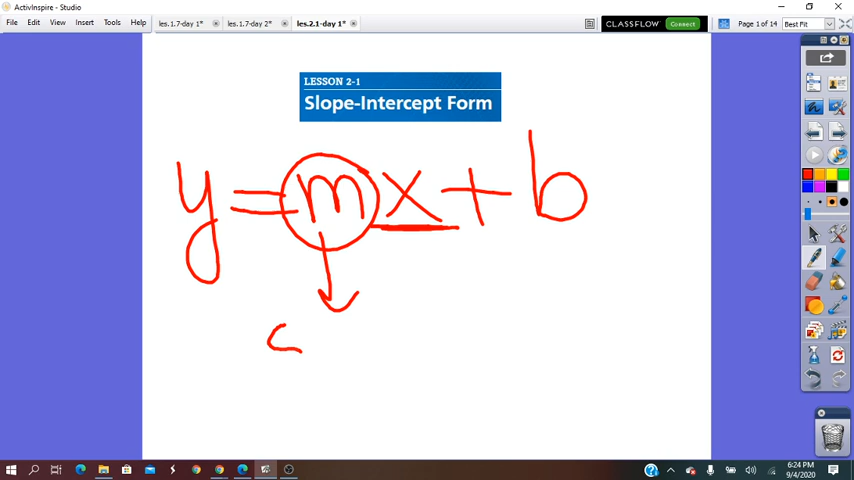 ActivInspire - Studio
File Edit View Insert Tools Help
les.1.7-day 1*
les.1.7-day 2*
les.2.1-day 1*
CLASSFLOW Connect
Page 1 of 14
Best Fit
LESSON 2-1
Slope-Intercept Form
y = mx + b
6:24 PM
9/4/2020